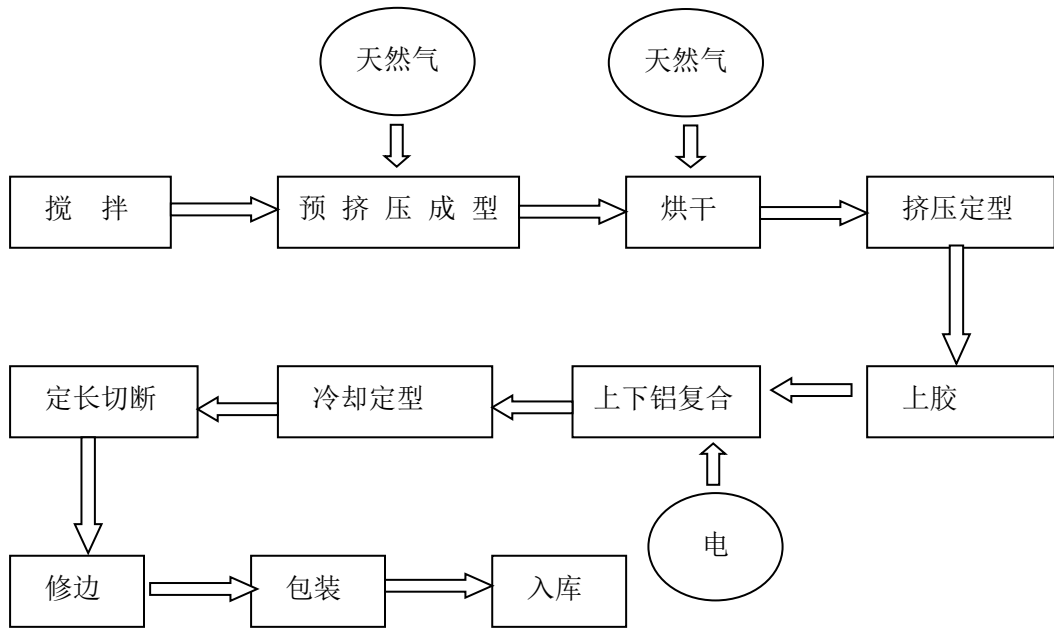 天然气
天然气
搅 拌
预 挤 压 成 型
烘干
挤压定型
定长切断
冷却定型
上下铝复合
上胶
电
修边
包装
入库